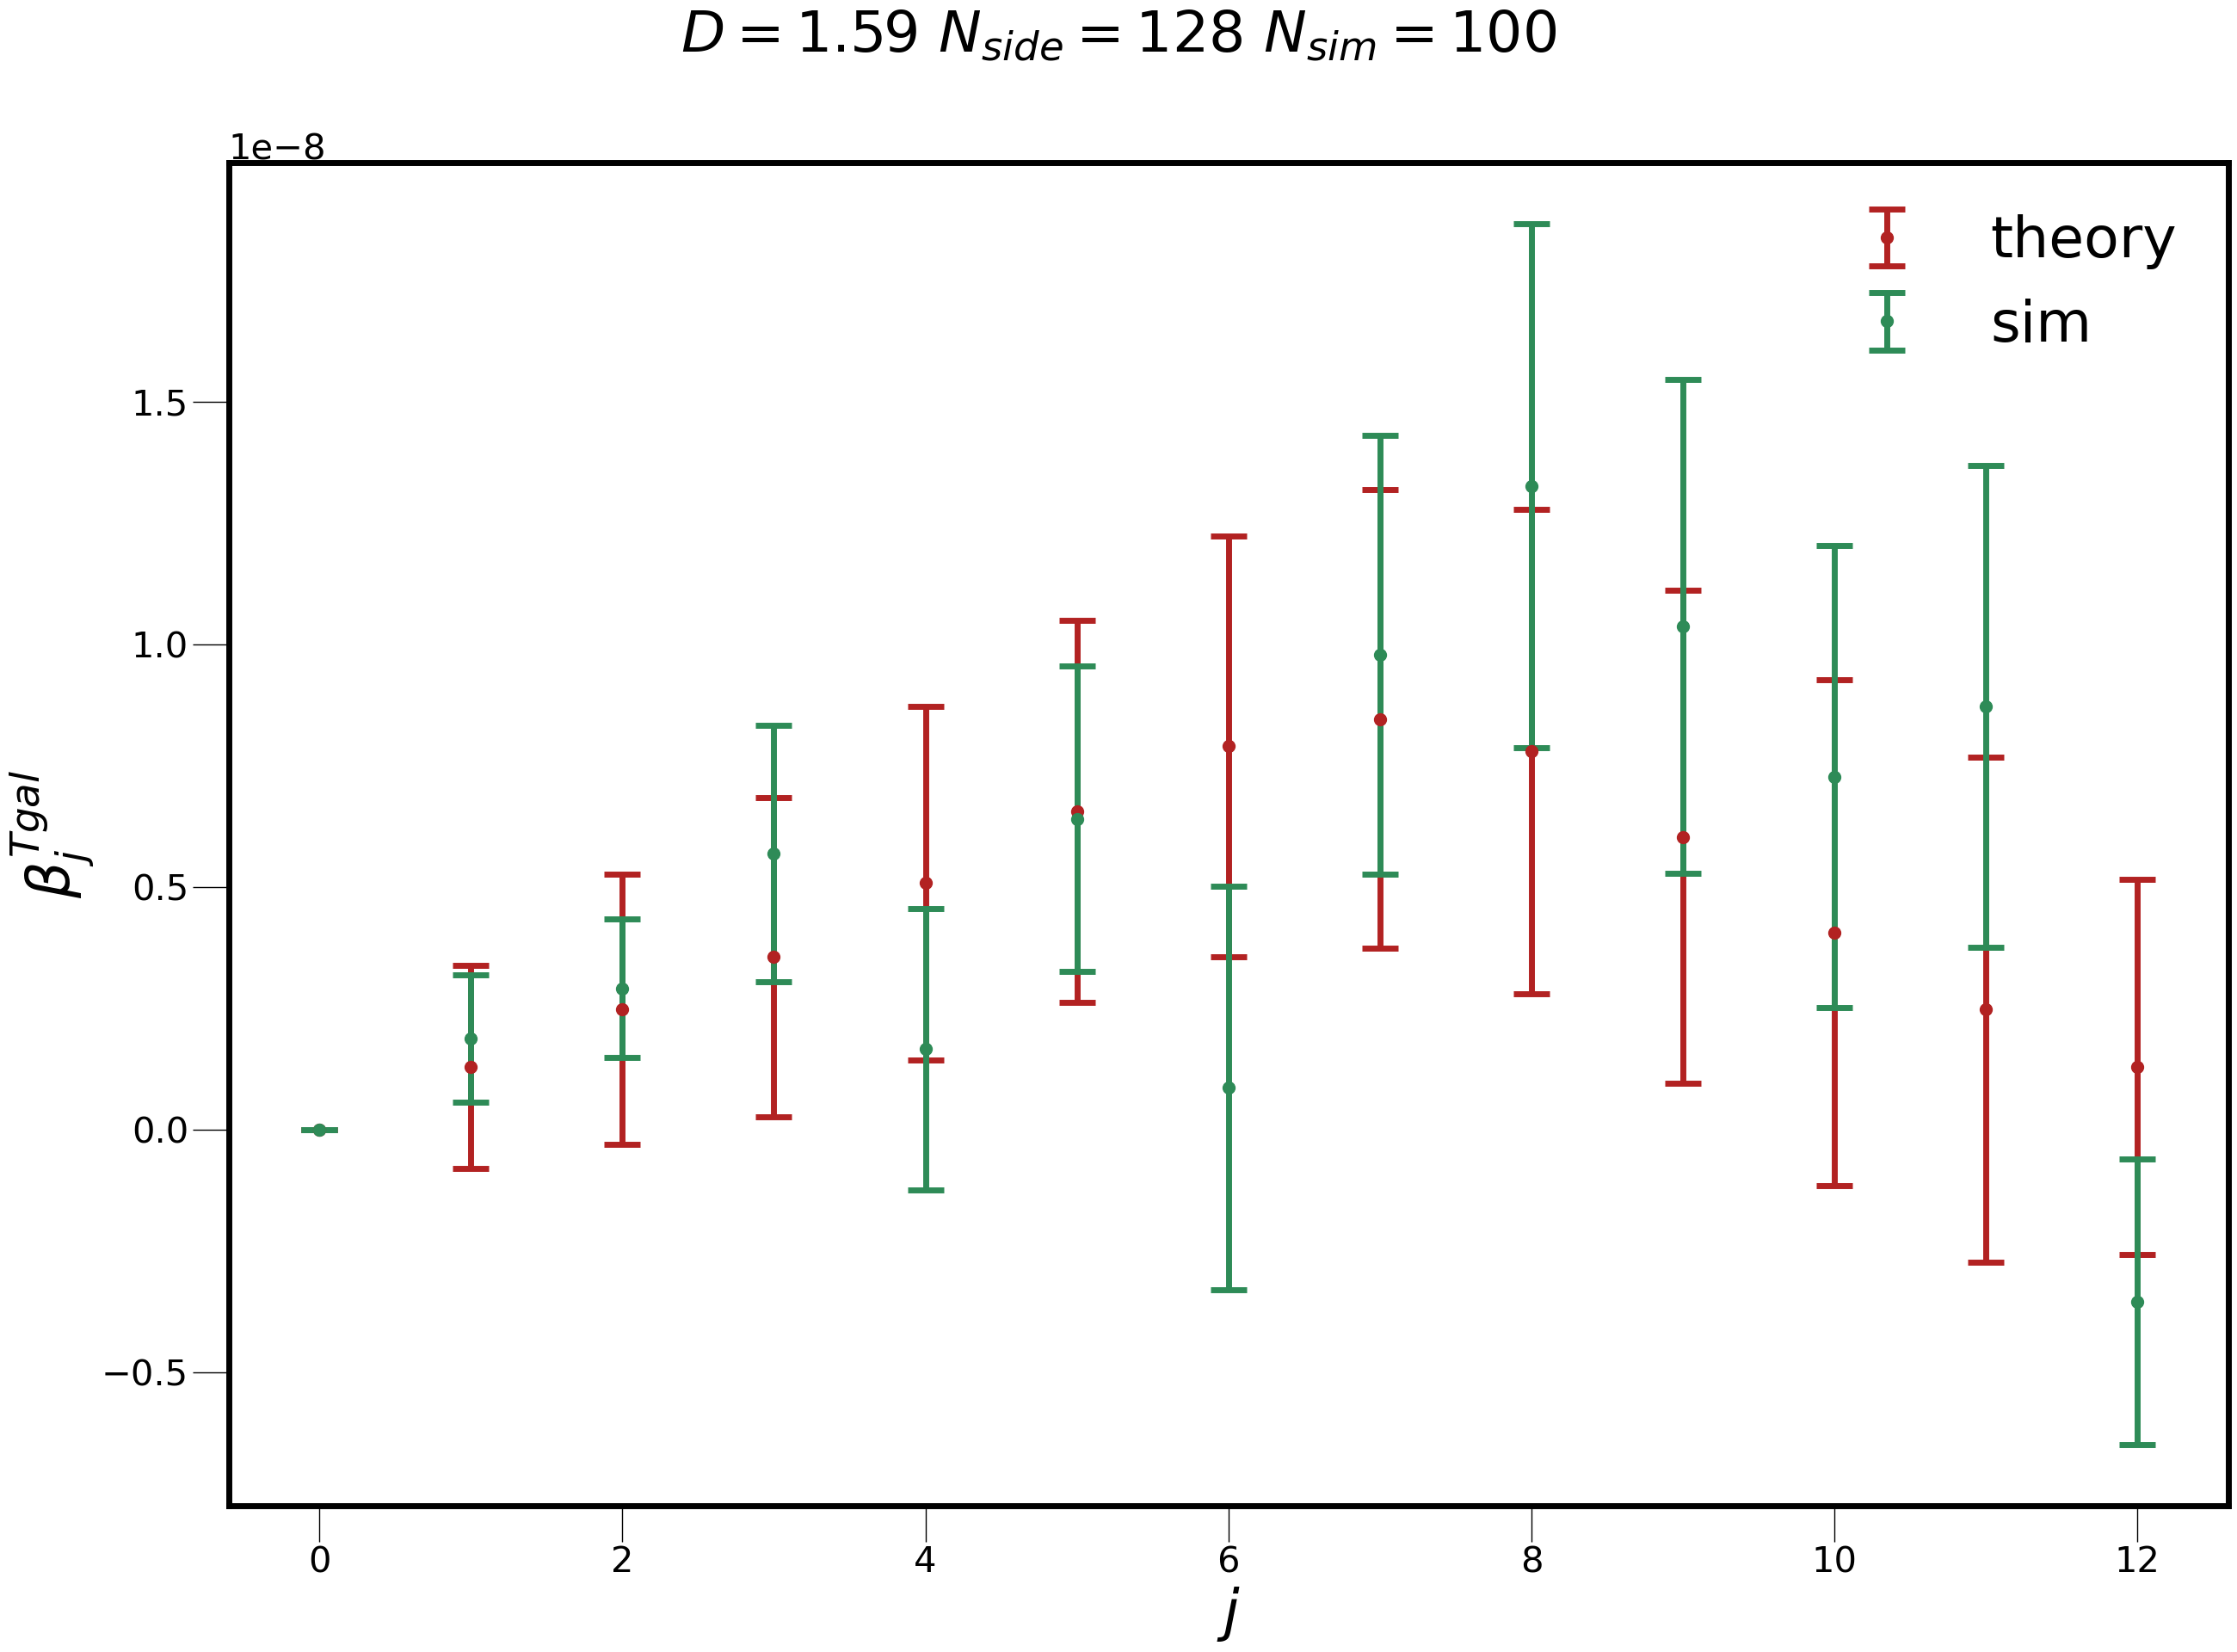 D = 1.59 N_side = 128 N_sim = 100
1e−8
theory
sim
1.5
1.0
0.5
0.0
−0.5
β_j^Tgal
0 2 4 6 8 10 12
j